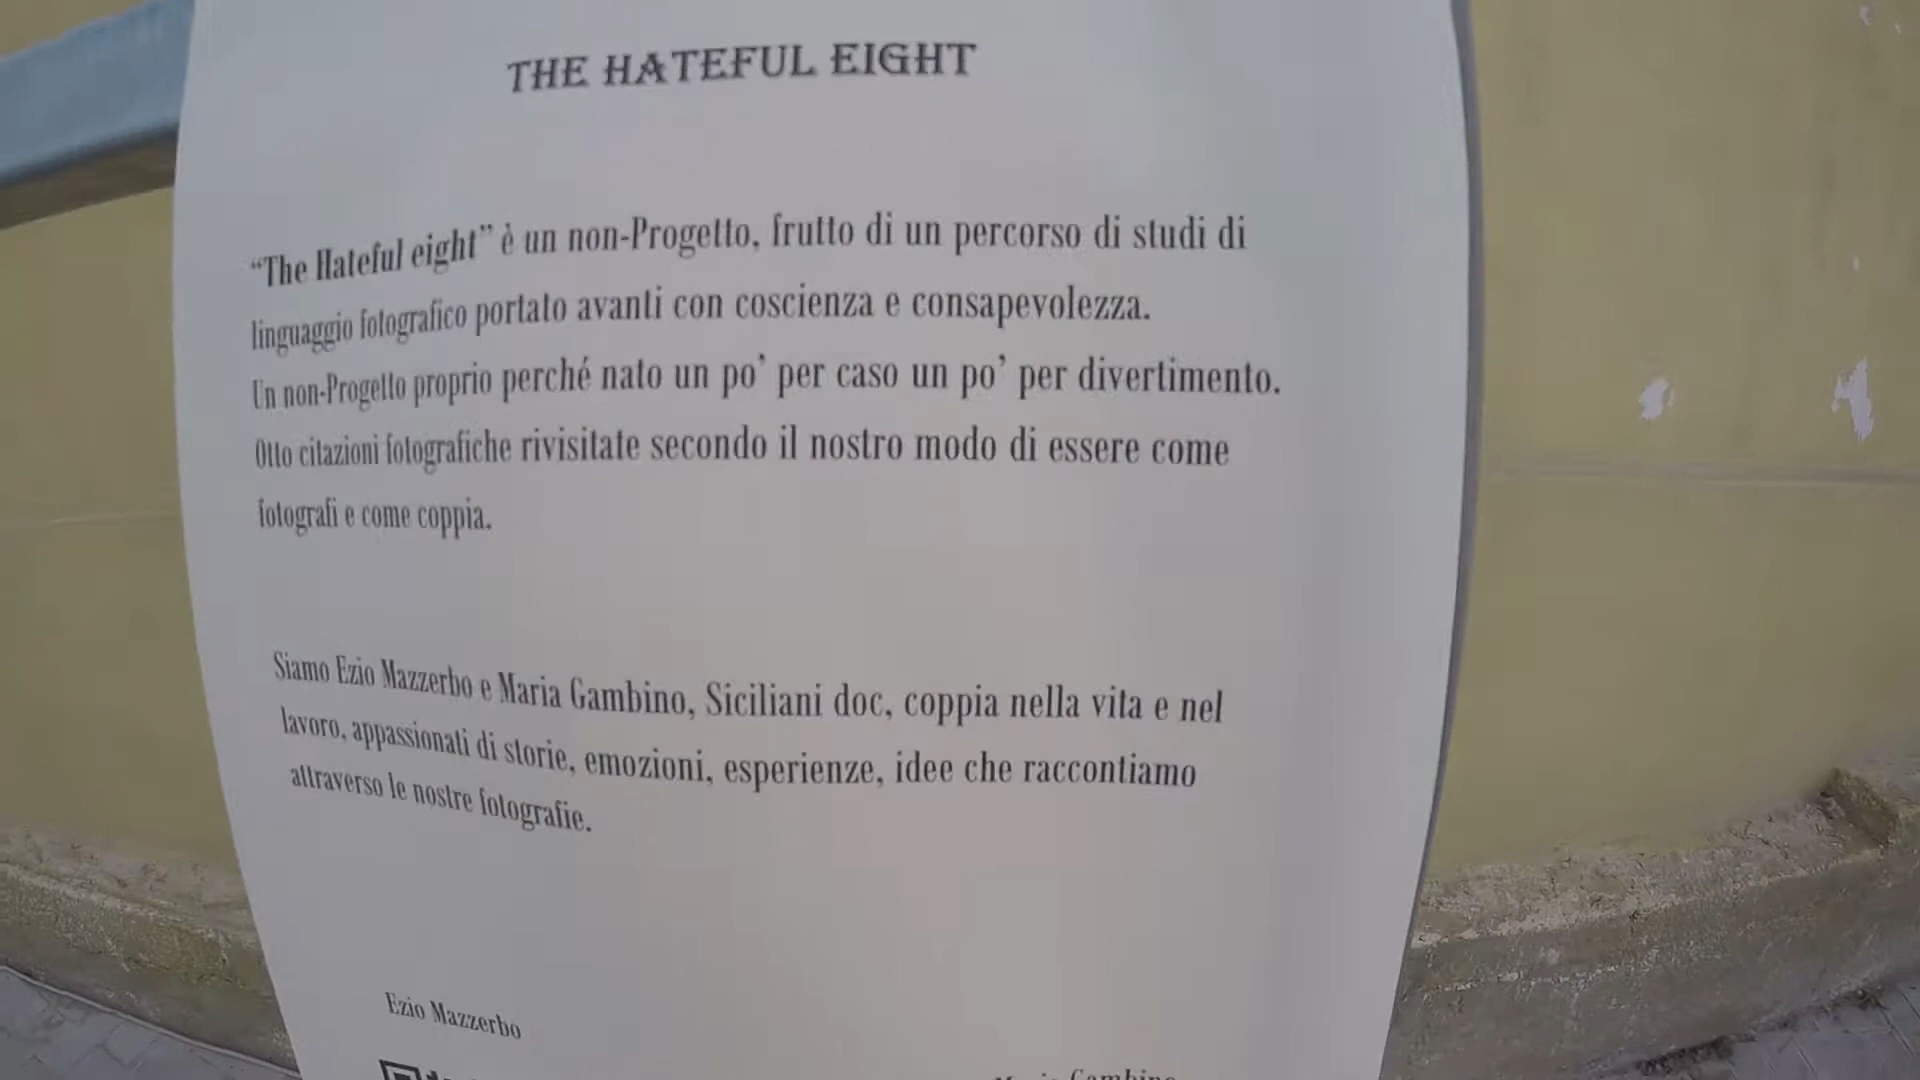 THE HATEFUL EIGHT
“The Hateful eight” è un non-Progetto, frutto di un percorso di studi di
linguaggio fotografico portato avanti con coscienza e consapevolezza.
Un non-Progetto proprio perché nato un po’ per caso un po’ per divertimento.
Otto citazioni fotografiche rivisitate secondo il nostro modo di essere come
fotografi e come coppia.
Siamo Ezio Mazzerbo e Maria Gambino, Siciliani doc, coppia nella vita e nel
lavoro, appassionati di storie, emozioni, esperienze, idee che raccontiamo
attraverso le nostre fotografie.
Ezio Mazzerbo
Maria Gambino